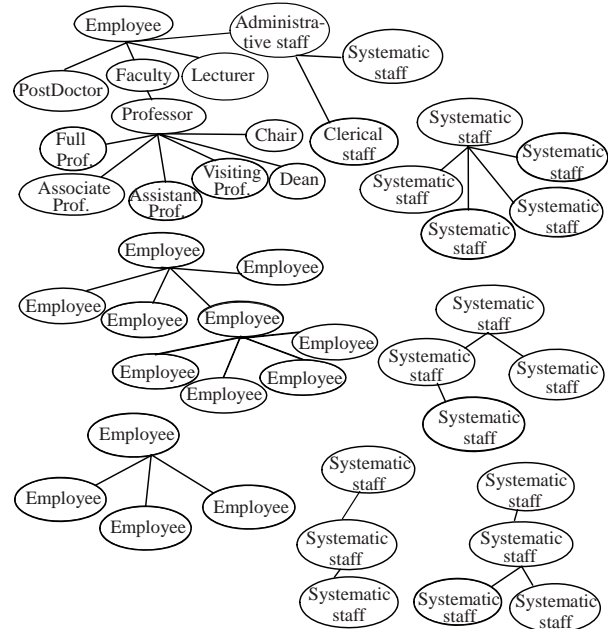 Employee
Administra-
tive staff
Systematic
staff
PostDoctor
Faculty
Lecturer
Professor
Full
Prof.
Chair
Clerical
staff
Associate
Prof.
Assistant
Prof.
Visiting
Prof.
Dean
Systematic
staff
Systematic
staff
Systematic
staff
Systematic
staff
Systematic
staff
Employee
Employee
Employee
Employee
Employee
Employee
Employee
Employee
Employee
Systematic
staff
Systematic
staff
Systematic
staff
Systematic
staff
Employee
Employee
Employee
Employee
Systematic
staff
Systematic
staff
Systematic
staff
Systematic
staff
Systematic
staff
Systematic
staff
Systematic
staff